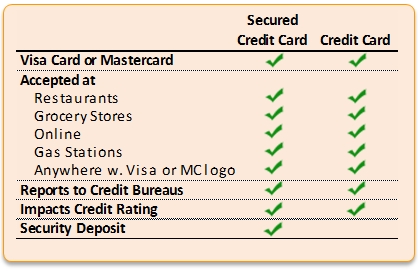 Secured
Credit Card Credit Card
Visa Card or Mastercard
Accepted at
Restaurants
Grocery Stores
Online
Gas Stations
Anywhere w. Visa or MC logo
Reports to Credit Bureaus
Impacts Credit Rating
Security Deposit